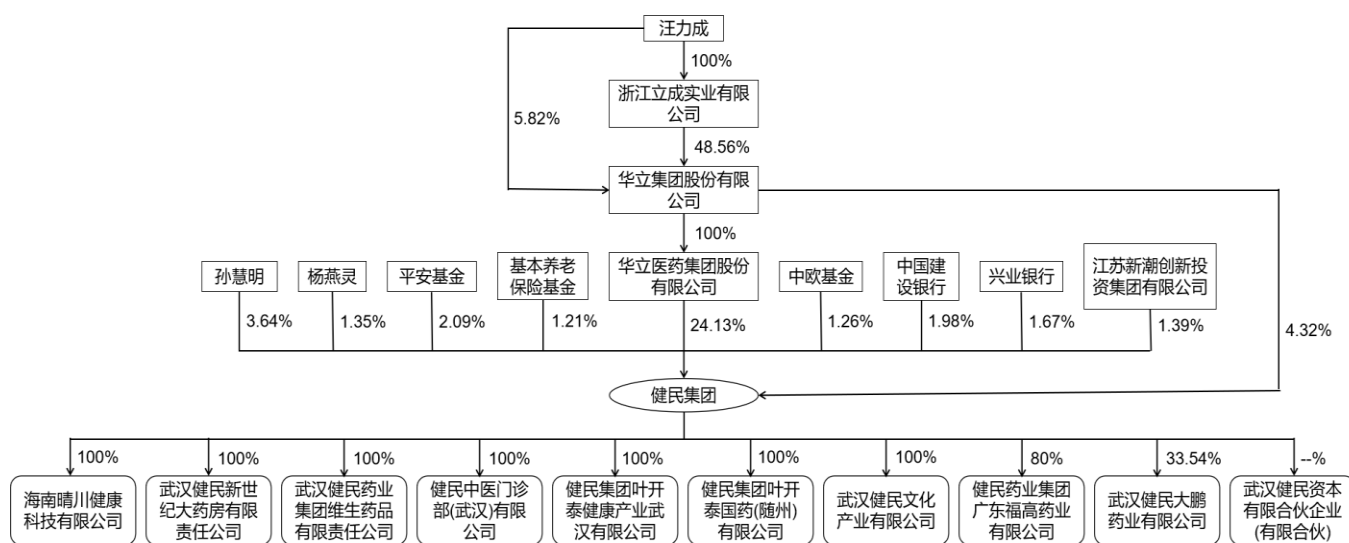 汪力成
100%
浙江立成实业有限
公司
5.82%
48.56%
华立集团股份有限
公司
100%
孙慧明
杨燕灵
平安基金
基本养老
保险基金
华立医药集团股份
有限公司
中欧基金
中国建
设银行
兴业银行
江苏新潮创新投
资集团有限公司
3.64%
1.35%
2.09%
1.21%
24.13%
1.26%
1.98%
1.67%
1.39%
4.32%
健民集团
100%
100%
100%
100%
100%
100%
100%
80%
33.54%
--%
海南晴川健康
科技有限公司
武汉健民新世
纪大药房有限
责任公司
武汉健民药业
集团维生药品
有限责任公司
健民中医门诊
部(武汉)有限
公司
健民集团叶开
泰健康产业武
汉有限公司
健民集团叶开
泰国药(随州)
有限公司
武汉健民文化
产业有限公司
健民药业集团
广东福高药业
有限公司
武汉健民大鹏
药业有限公司
武汉健民资本
有限合伙企业
(有限合伙)